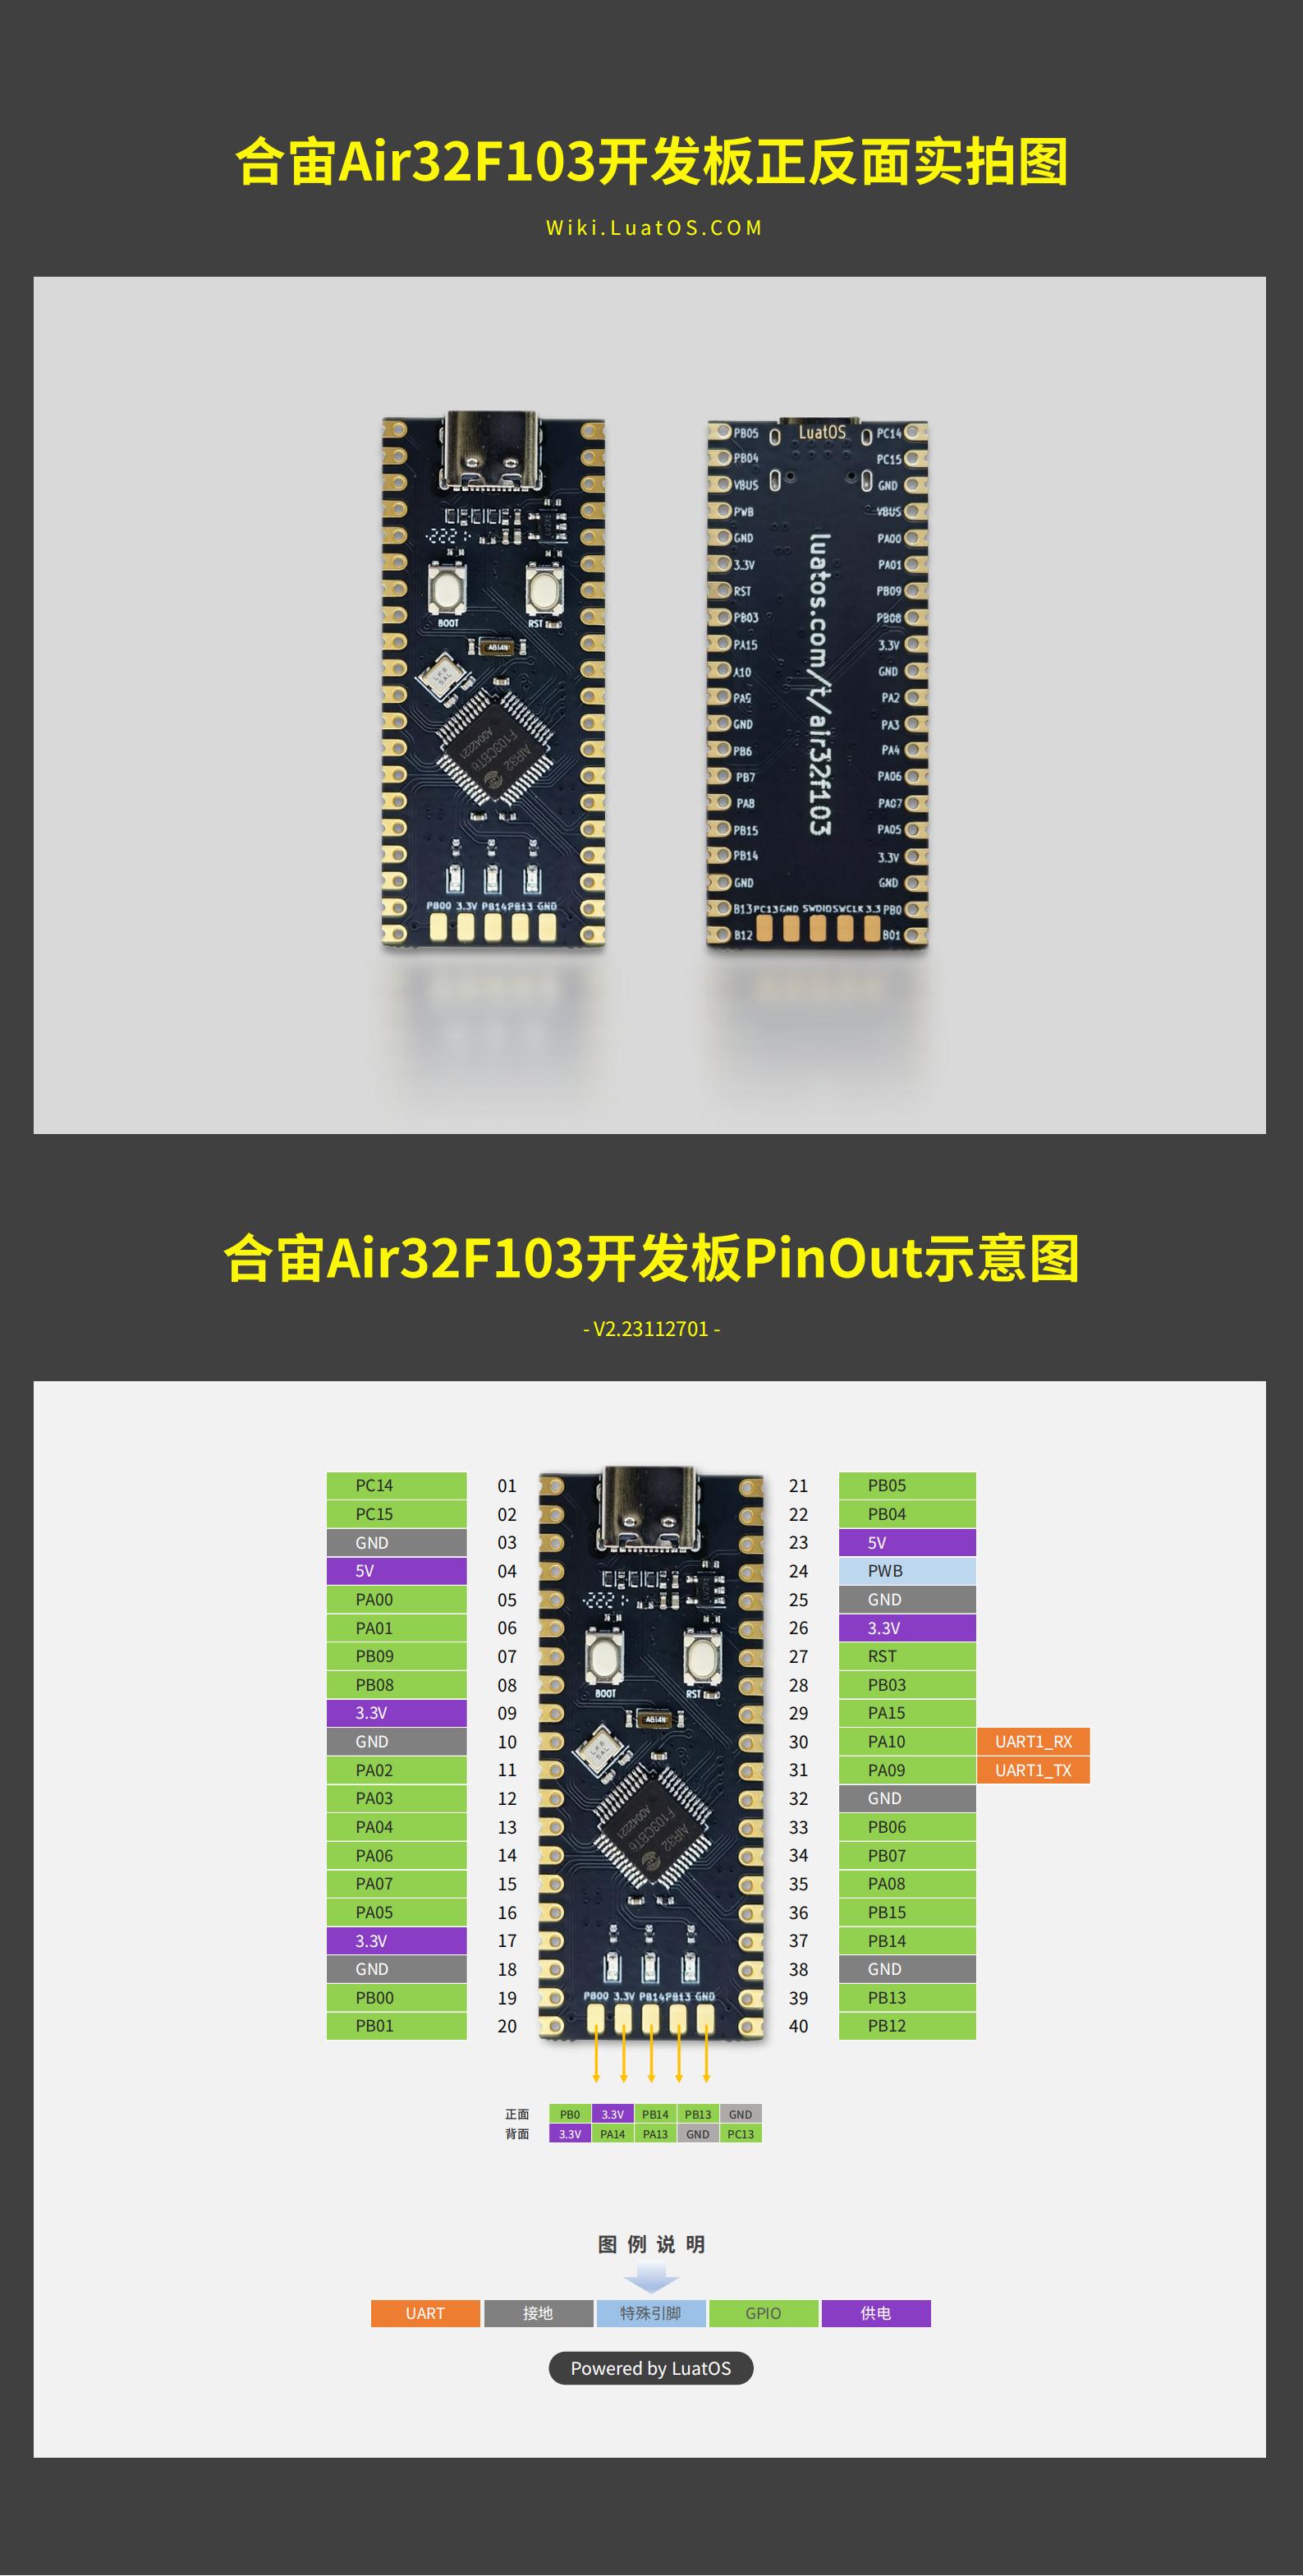 合宙Air32F103开发板正反面实拍图
Wiki.LuatOS.COM
BOOT RST
AB14N
AIR32
F103CBT6
A0042221
PB00 3.3V PB14 PB13 GND
PB05 LuatOS PC14
PB04 PC15
VBUS GND
PWB VBUS
GND PA00
3.3V PA01
RST PB09
PB03 PB08
PA15 3.3V
A10 GND
PA9 PA2
GND PA3
PB6 PA4
PB7 PA06
PA8 PA07
PB15 PA05
PB14 3.3V
GND GND
B13 PC13 GND SWDIO SWCLK 3.3 PB0
B12 B01
luatos.com/t/air32f103
合宙Air32F103开发板PinOut示意图
- V2.23112701 -
PC14 01 21 PB05
PC15 02 22 PB04
GND 03 23 5V
5V 04 24 PWB
PA00 05 25 GND
PA01 06 26 3.3V
PB09 07 27 RST
PB08 08 28 PB03
3.3V 09 29 PA15
GND 10 30 PA10 UART1_RX
PA02 11 31 PA09 UART1_TX
PA03 12 32 GND
PA04 13 33 PB06
PA06 14 34 PB07
PA07 15 35 PA08
PA05 16 36 PB15
3.3V 17 37 PB14
GND 18 38 GND
PB00 19 39 PB13
PB01 20 40 PB12
BOOT RST
AB14N
AIR32
F103CBT6
A0042221
PB00 3.3V PB14 PB13 GND
正面 PB0 3.3V PB14 PB13 GND
背面 3.3V PA14 PA13 GND PC13
图例说明
UART 接地 特殊引脚 GPIO 供电
Powered by LuatOS